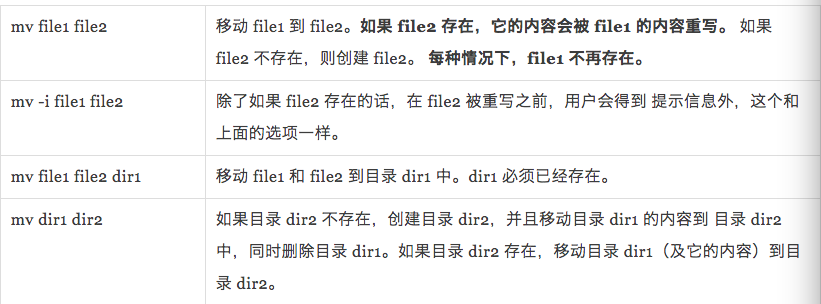 mv file1 file2
移动 file1 到 file2。如果 file2 存在，它的内容会被 file1 的内容重写。 如果
file2 不存在，则创建 file2。 每种情况下，file1 不再存在。
mv -i file1 file2
除了如果 file2 存在的话，在 file2 被重写之前，用户会得到 提示信息外，这个和
上面的选项一样。
mv file1 file2 dir1
移动 file1 和 file2 到目录 dir1 中。dir1 必须已经存在。
mv dir1 dir2
如果目录 dir2 不存在，创建目录 dir2，并且移动目录 dir1 的内容到 目录 dir2
中，同时删除目录 dir1。如果目录 dir2 存在，移动目录 dir1（及它的内容）到目
录 dir2。